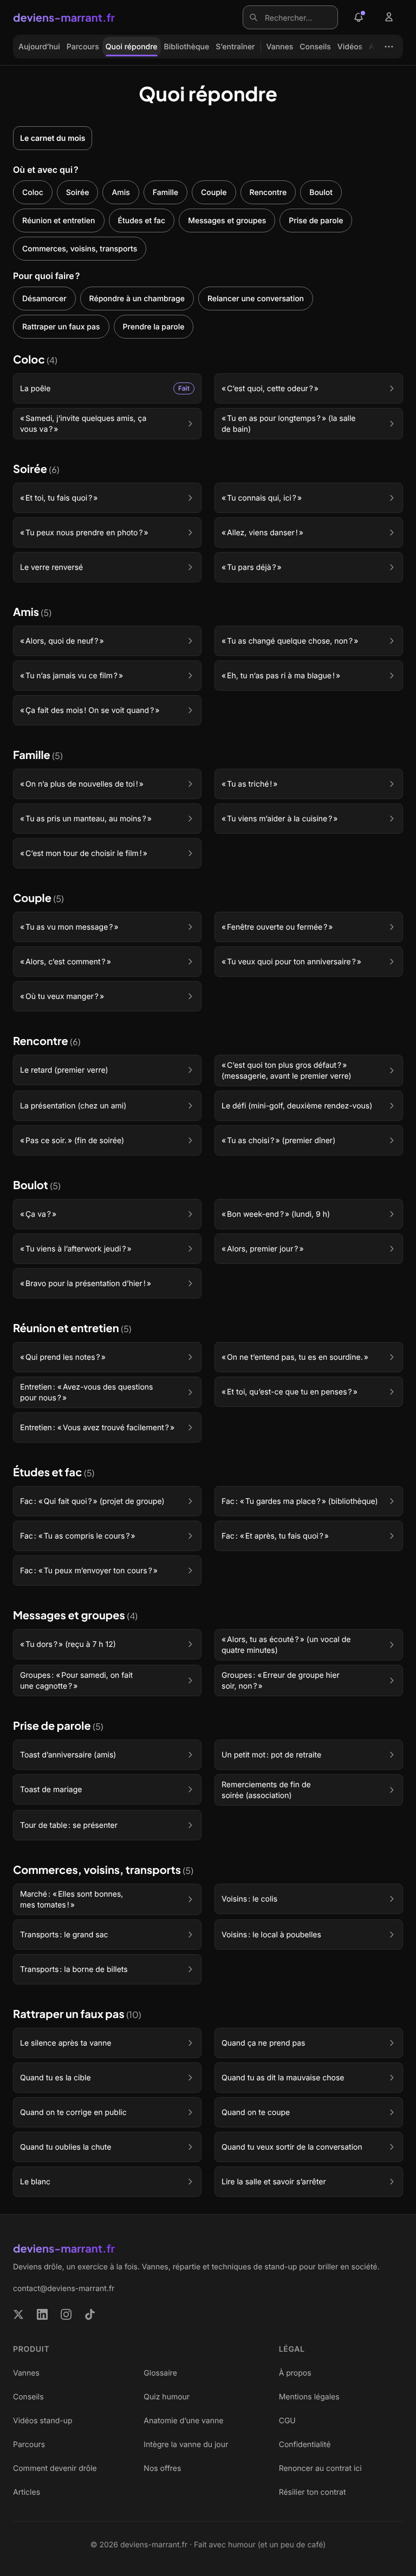 deviens-marrant.fr
Rechercher...
Aujourd’hui
Parcours
Quoi répondre
Bibliothèque
S’entraîner
Vannes
Conseils
Vidéos
Quoi répondre
Le carnet du mois
Où et avec qui ?
Coloc
Soirée
Amis
Famille
Couple
Rencontre
Boulot
Réunion et entretien
Études et fac
Messages et groupes
Prise de parole
Commerces, voisins, transports
Pour quoi faire ?
Désamorcer
Répondre à un chambrage
Relancer une conversation
Rattraper un faux pas
Prendre la parole
Coloc (4)
La poêle
Fait
« C’est quoi, cette odeur ? »
« Samedi, j’invite quelques amis, ça
vous va ? »
« Tu en as pour longtemps ? » (la salle
de bain)
Soirée (6)
« Et toi, tu fais quoi ? »
« Tu connais qui, ici ? »
« Tu peux nous prendre en photo ? »
« Allez, viens danser ! »
Le verre renversé
« Tu pars déjà ? »
Amis (5)
« Alors, quoi de neuf ? »
« Tu as changé quelque chose, non ? »
« Tu n’as jamais vu ce film ? »
« Eh, tu n’as pas ri à ma blague ! »
« Ça fait des mois ! On se voit quand ? »
Famille (5)
« On n’a plus de nouvelles de toi ! »
« Tu as triché ! »
« Tu as pris un manteau, au moins ? »
« Tu viens m’aider à la cuisine ? »
« C’est mon tour de choisir le film ! »
Couple (5)
« Tu as vu mon message ? »
« Fenêtre ouverte ou fermée ? »
« Alors, c’est comment ? »
« Tu veux quoi pour ton anniversaire ? »
« Où tu veux manger ? »
Rencontre (6)
Le retard (premier verre)
« C’est quoi ton plus gros défaut ? »
(messagerie, avant le premier verre)
La présentation (chez un ami)
Le défi (mini-golf, deuxième rendez-vous)
« Pas ce soir. » (fin de soirée)
« Tu as choisi ? » (premier dîner)
Boulot (5)
« Ça va ? »
« Bon week-end ? » (lundi, 9 h)
« Tu viens à l’afterwork jeudi ? »
« Alors, premier jour ? »
« Bravo pour la présentation d’hier ! »
Réunion et entretien (5)
« Qui prend les notes ? »
« On ne t’entend pas, tu es en sourdine. »
Entretien : « Avez-vous des questions
pour nous ? »
« Et toi, qu’est-ce que tu en penses ? »
Entretien : « Vous avez trouvé facilement ? »
Études et fac (5)
Fac : « Qui fait quoi ? » (projet de groupe)
Fac : « Tu gardes ma place ? » (bibliothèque)
Fac : « Tu as compris le cours ? »
Fac : « Et après, tu fais quoi ? »
Fac : « Tu peux m’envoyer ton cours ? »
Messages et groupes (4)
« Tu dors ? » (reçu à 7 h 12)
« Alors, tu as écouté ? » (un vocal de
quatre minutes)
Groupes : « Pour samedi, on fait
une cagnotte ? »
Groupes : « Erreur de groupe hier
soir, non ? »
Prise de parole (5)
Toast d’anniversaire (amis)
Un petit mot : pot de retraite
Toast de mariage
Remerciements de fin de
soirée (association)
Tour de table : se présenter
Commerces, voisins, transports (5)
Marché : « Elles sont bonnes,
mes tomates ! »
Voisins : le colis
Transports : le grand sac
Voisins : le local à poubelles
Transports : la borne de billets
Rattraper un faux pas (10)
Le silence après ta vanne
Quand ça ne prend pas
Quand tu es la cible
Quand tu as dit la mauvaise chose
Quand on te corrige en public
Quand on te coupe
Quand tu oublies la chute
Quand tu veux sortir de la conversation
Le blanc
Lire la salle et savoir s’arrêter
deviens-marrant.fr
Deviens drôle, un exercice à la fois. Vannes, répartie et techniques de stand-up pour briller en société.
contact@deviens-marrant.fr
PRODUIT
LÉGAL
Vannes
Glossaire
À propos
Conseils
Quiz humour
Mentions légales
Vidéos stand-up
Anatomie d’une vanne
CGU
Parcours
Intègre la vanne du jour
Confidentialité
Comment devenir drôle
Nos offres
Renoncer au contrat ici
Articles
Résilier ton contrat
© 2026 deviens-marrant.fr · Fait avec humour (et un peu de café)